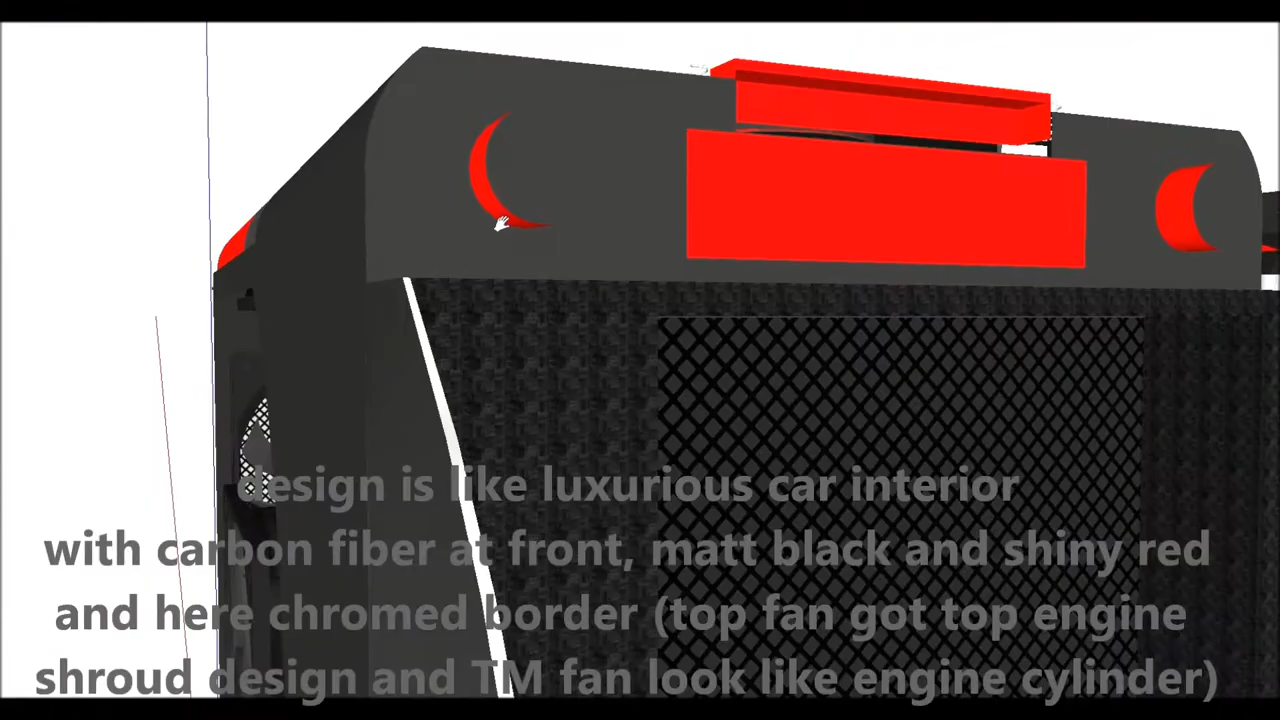 design is like luxurious car interior
with carbon fiber at front, matt black and shiny red
and here chromed border (top fan got top engine
shroud design and TM fan look like engine cylinder)